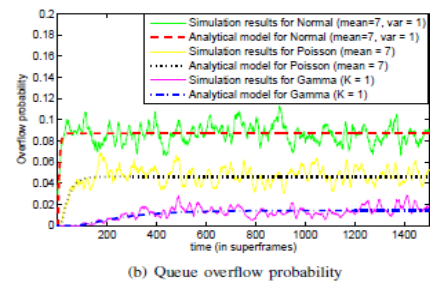 Simulation results for Normal (mean=7, var = 1)
Analytical model for Normal (mean=7, var = 1)
Simulation results for Poisson (mean = 7)
Analytical model for Poisson (mean = 7)
Simulation results for Gamma (K = 1)
Analytical model for Gamma (K = 1)
Overflow probability
0.2
0.18
0.16
0.14
0.12
0.1
0.08
0.06
0.04
0.02
0
200
400
600
800
1000
1200
1400
time (in superframes)
(b) Queue overflow probability